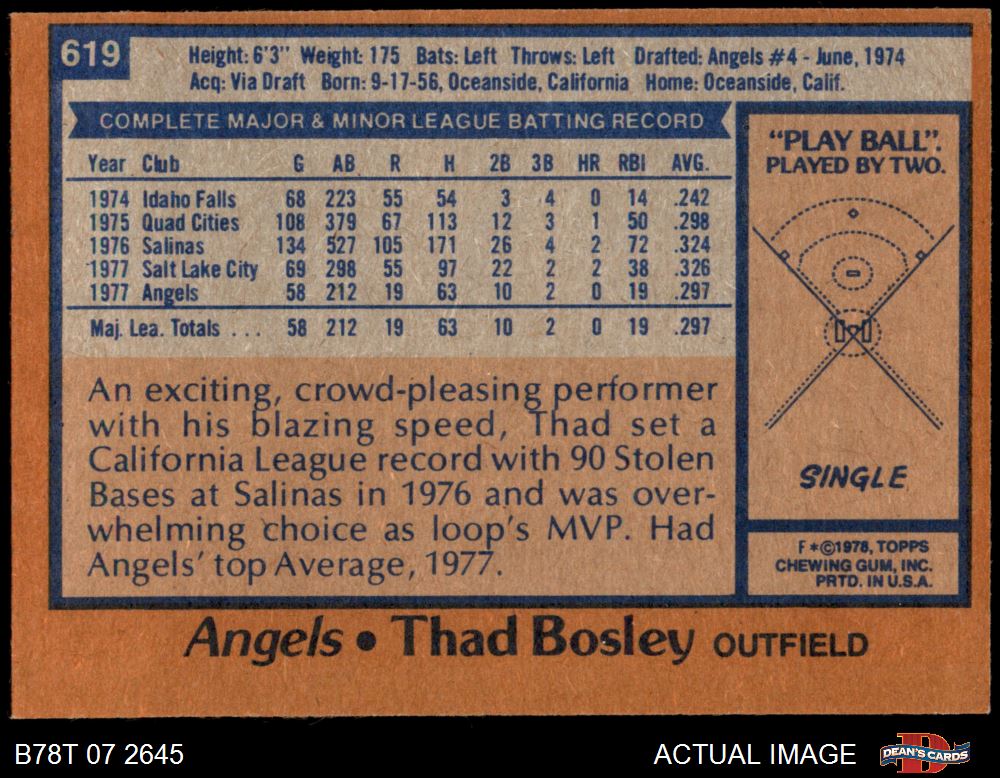 619
Height: 6'3" Weight: 175 Bats: Left Throws: Left Drafted: Angels #4 - June, 1974
Acq: Via Draft Born: 9-17-56, Oceanside, California Home: Oceanside, Calif.
COMPLETE MAJOR & MINOR LEAGUE BATTING RECORD
Year Club G AB R H 2B 3B HR RBI AVG.
1974 Idaho Falls 68 223 55 54 3 4 0 14 .242
1975 Quad Cities 108 379 67 113 12 3 1 50 .298
1976 Salinas 134 527 105 171 26 4 2 72 .324
1977 Salt Lake City 69 298 55 97 22 2 2 38 .326
1977 Angels 58 212 19 63 10 2 0 19 .297
Maj. Lea. Totals . . . 58 212 19 63 10 2 0 19 .297
An exciting, crowd-pleasing performer
with his blazing speed, Thad set a
California League record with 90 Stolen
Bases at Salinas in 1976 and was over-
whelming choice as loop's MVP. Had
Angels' top Average, 1977.
"PLAY BALL".
PLAYED BY TWO.
SINGLE
F *©1978, TOPPS
CHEWING GUM, INC.
PRTD. IN U.S.A.
Angels • Thad Bosley OUTFIELD
B78T 07 2645
ACTUAL IMAGE
DEAN'S CARDS